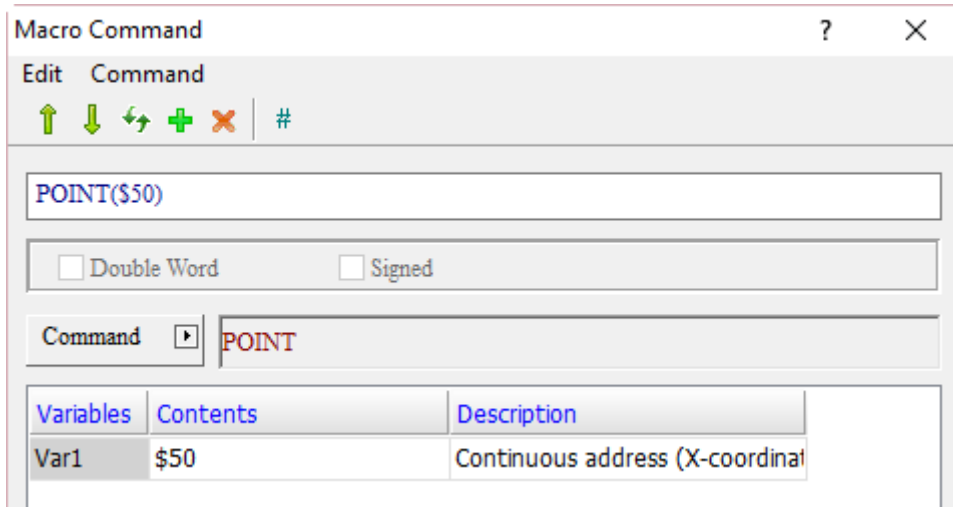 Macro Command ?
Edit Command
#
POINT($50)
Double Word Signed
Command POINT
Variables Contents Description
Var1 $50 Continuous address (X-coordinat